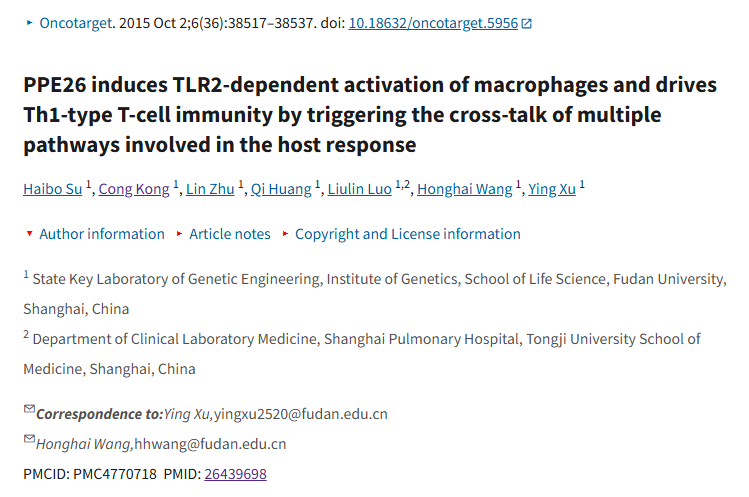 Oncotarget. 2015 Oct 2;6(36):38517–38537. doi: 10.18632/oncotarget.5956
PPE26 induces TLR2-dependent activation of macrophages and drives
Th1-type T-cell immunity by triggering the cross-talk of multiple
pathways involved in the host response
Haibo Su 1, Cong Kong 1, Lin Zhu 1, Qi Huang 1, Liulin Luo 1,2, Honghai Wang 1, Ying Xu 1
Author information Article notes Copyright and License information
1 State Key Laboratory of Genetic Engineering, Institute of Genetics, School of Life Science, Fudan University,
Shanghai, China
2 Department of Clinical Laboratory Medicine, Shanghai Pulmonary Hospital, Tongji University School of
Medicine, Shanghai, China
Correspondence to:Ying Xu,yingxu2520@fudan.edu.cn
Honghai Wang,hhwang@fudan.edu.cn
PMCID: PMC4770718 PMID: 26439698